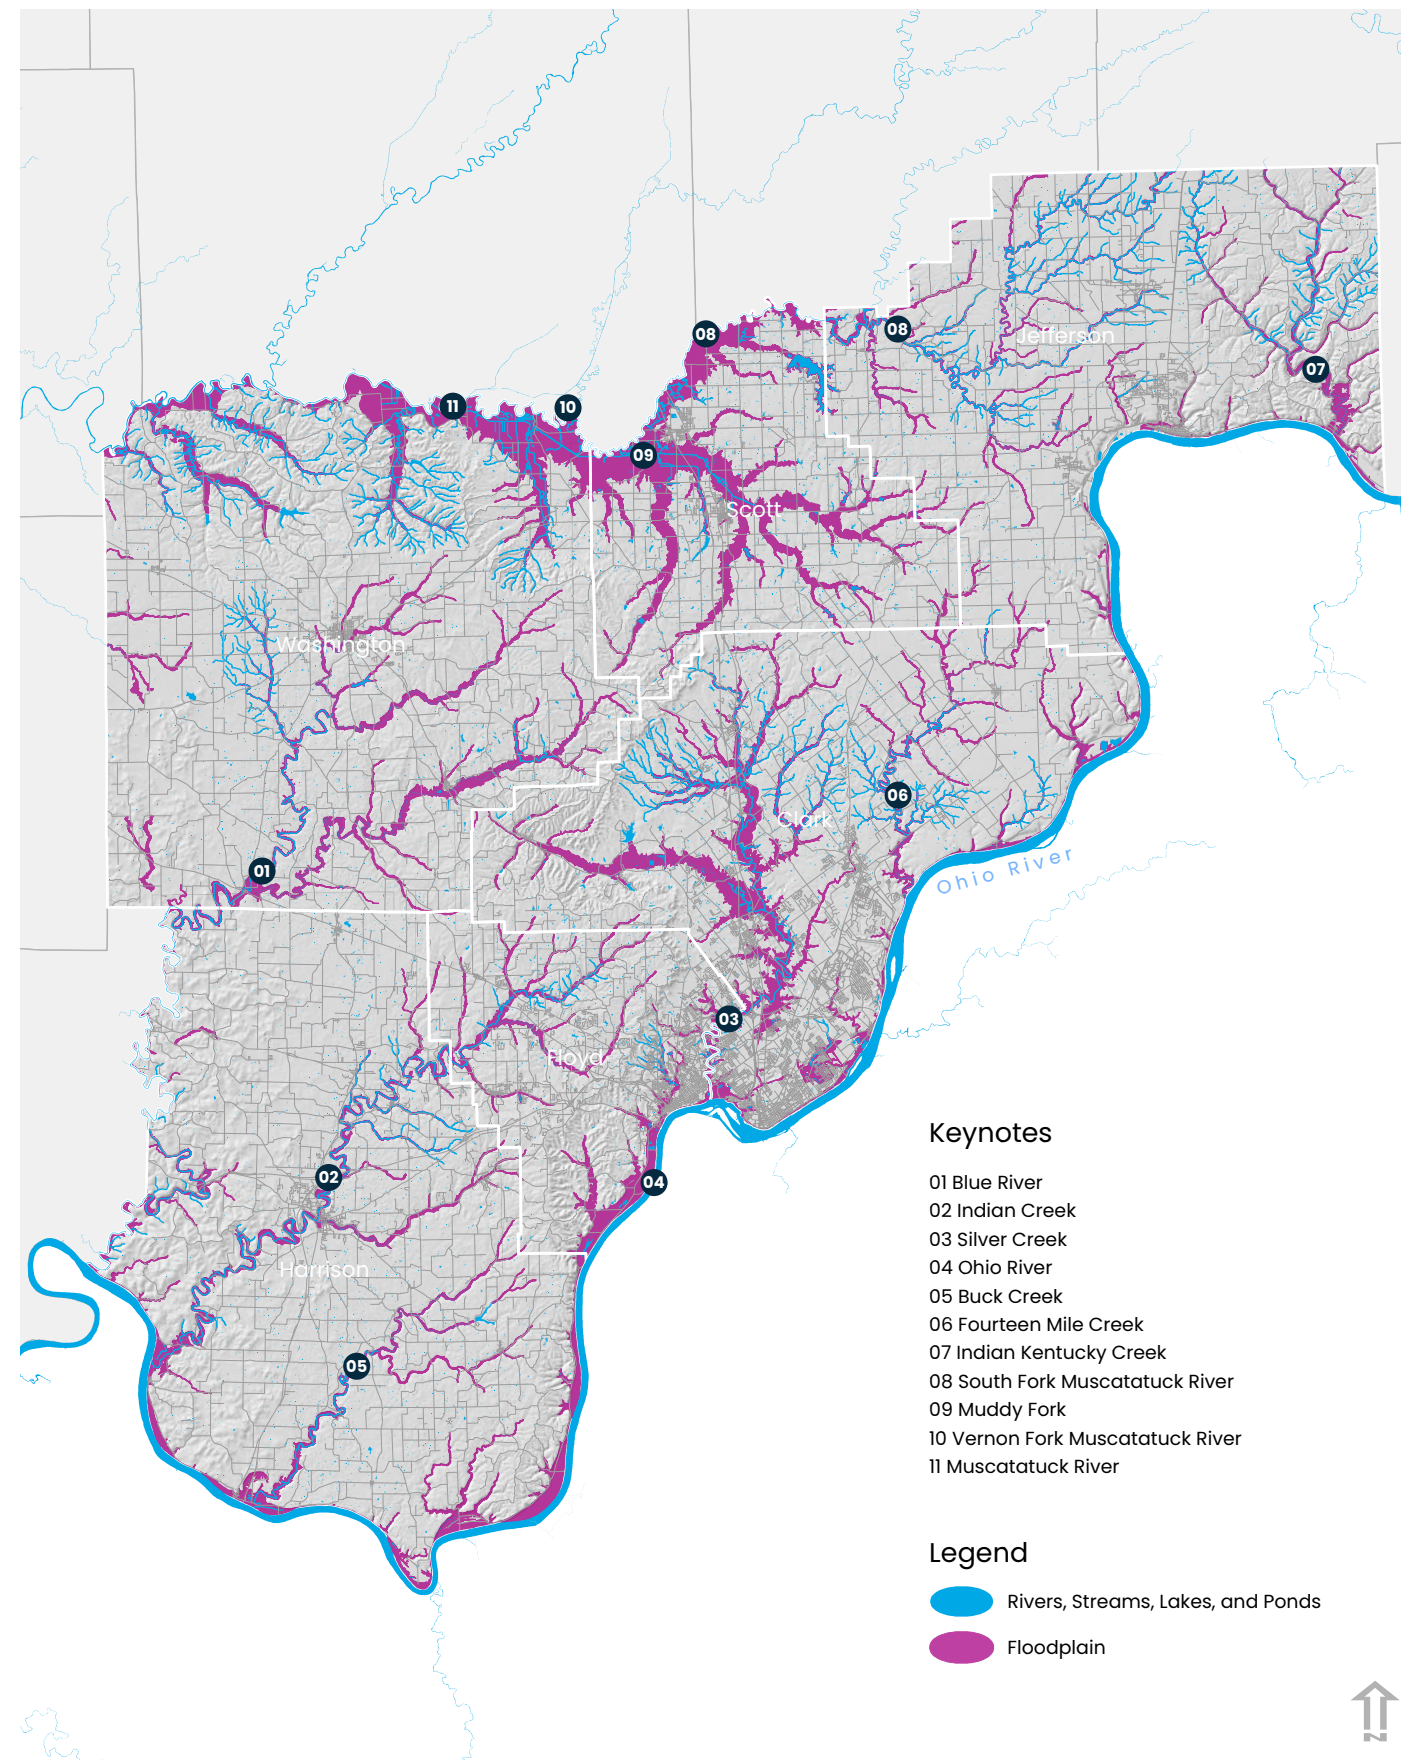 08
08
Jefferson
07
11
10
09
Scott
Washington
06
Clark
01
Ohio River
03
Floyd
02
04
Harrison
05
Keynotes
01 Blue River
02 Indian Creek
03 Silver Creek
04 Ohio River
05 Buck Creek
06 Fourteen Mile Creek
07 Indian Kentucky Creek
08 South Fork Muscatatuck River
09 Muddy Fork
10 Vernon Fork Muscatatuck River
11 Muscatatuck River
Legend
Rivers, Streams, Lakes, and Ponds
Floodplain
N